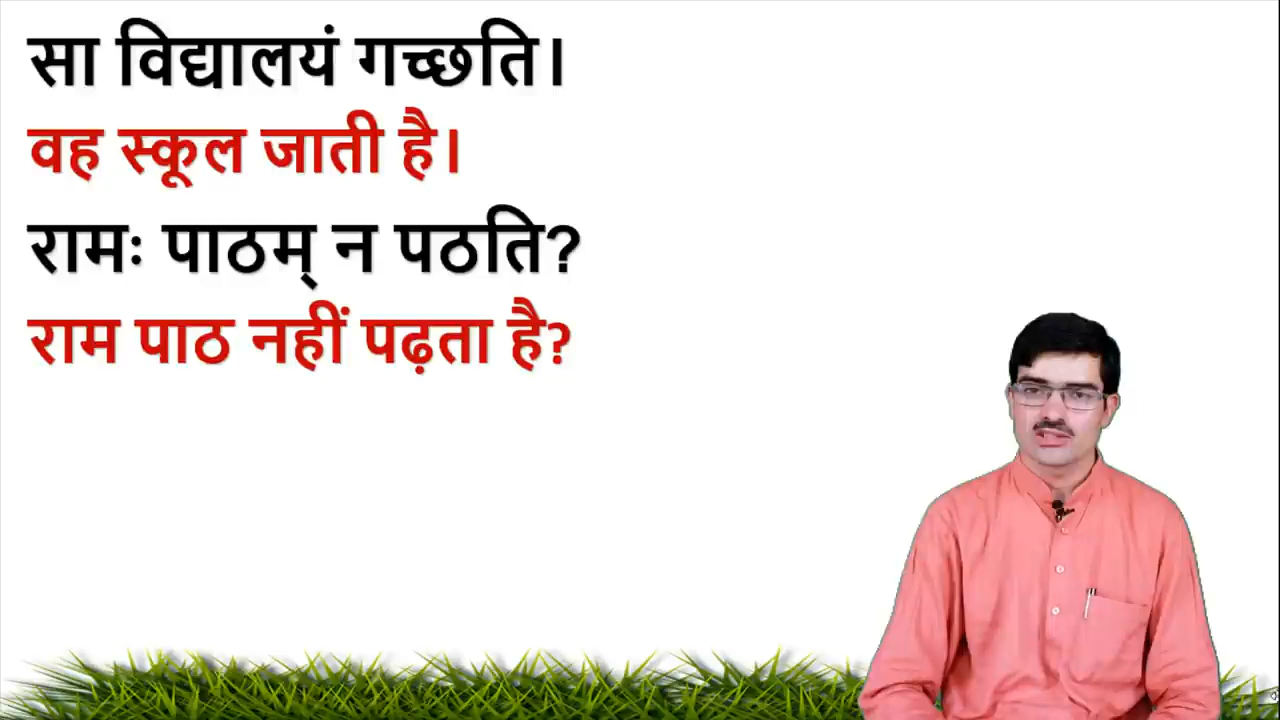 सा विद्यालयं गच्छति।
वह स्कूल जाती है।
रामः पाठम् न पठति?
राम पाठ नहीं पढ़ता है?